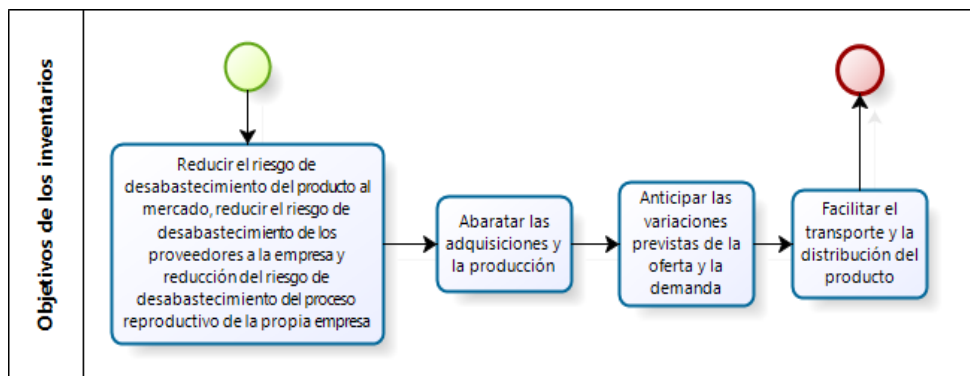 Objetivos de los inventarios
Reducir el riesgo de
desabastecimiento del producto al
mercado, reducir el riesgo de
desabastecimiento de los
proveedores a la empresa y
reducción del riesgo de
desabastecimiento del proceso
reproductivo de la propia empresa
Abaratar las
adquisiciones y
la producción
Anticipar las
variaciones
previstas de la
oferta y la
demanda
Facilitar el
transporte y la
distribución del
producto